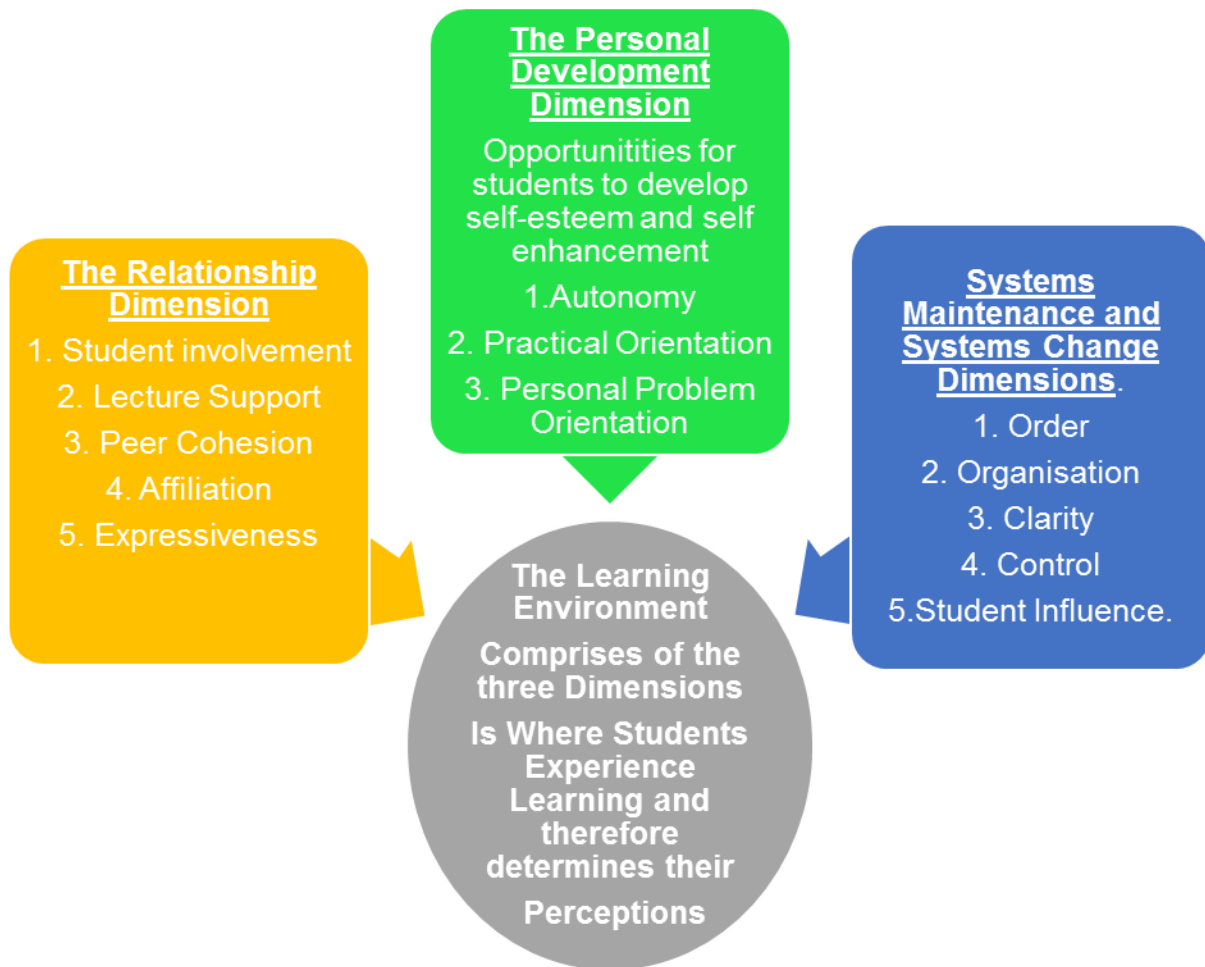 The Relationship
Dimension
1. Student involvement
2. Lecture Support
3. Peer Cohesion
4. Affiliation
5. Expressiveness
The Personal
Development
Dimension
Opportunitities for
students to develop
self-esteem and self
enhancement
1.Autonomy
2. Practical Orientation
3. Personal Problem
Orientation
Systems
Maintenance and
Systems Change
Dimensions.
1. Order
2. Organisation
3. Clarity
4. Control
5.Student Influence.
The Learning
Environment
Comprises of the
three Dimensions
Is Where Students
Experience
Learning and
therefore
determines their
Perceptions